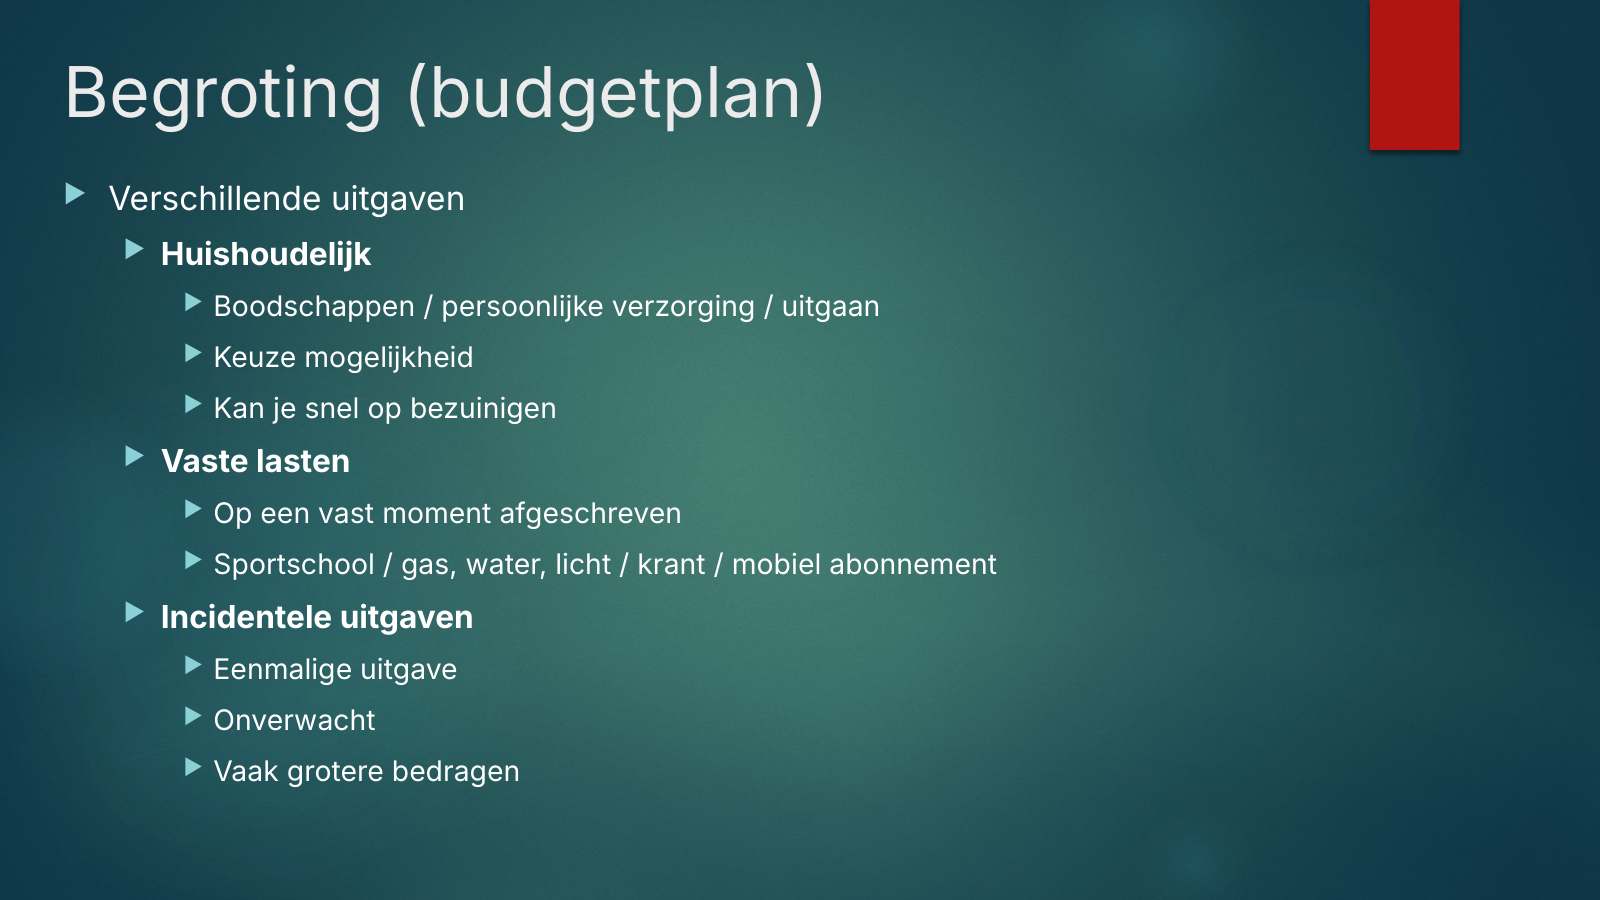 Begroting (budgetplan)
Verschillende uitgaven
Huishoudelijk
Boodschappen / persoonlijke verzorging / uitgaan
Keuze mogelijkheid
Kan je snel op bezuinigen
Vaste lasten
Op een vast moment afgeschreven
Sportschool / gas, water, licht / krant / mobiel abonnement
Incidentele uitgaven
Eenmalige uitgave
Onverwacht
Vaak grotere bedragen